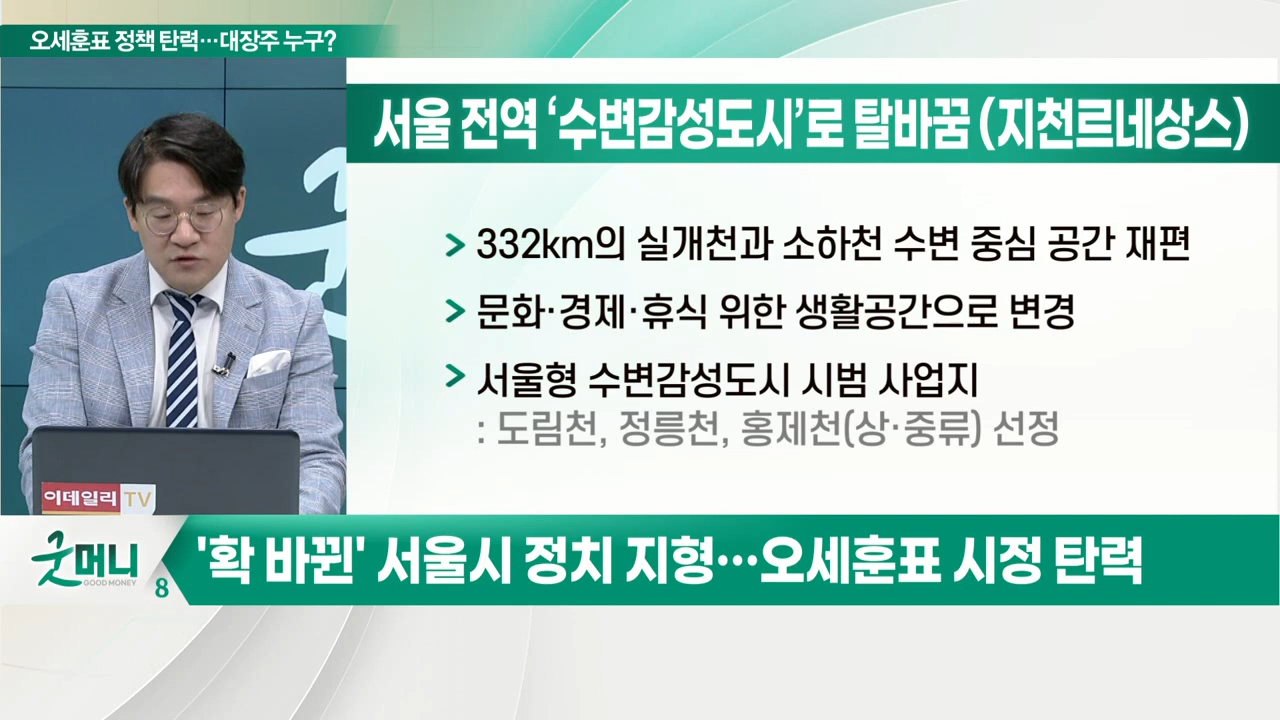 오세훈표 정책 탄력…대장주 누구?
서울 전역 ‘수변감성도시’로 탈바꿈 (지천르네상스)
332km의 실개천과 소하천 수변 중심 공간 재편
문화·경제·휴식 위한 생활공간으로 변경
서울형 수변감성도시 시범 사업지
: 도림천, 정릉천, 홍제천(상·중류) 선정
이데일리 TV
굿머니
GOOD MONEY
8
'확 바뀐' 서울시 정치 지형…오세훈표 시정 탄력